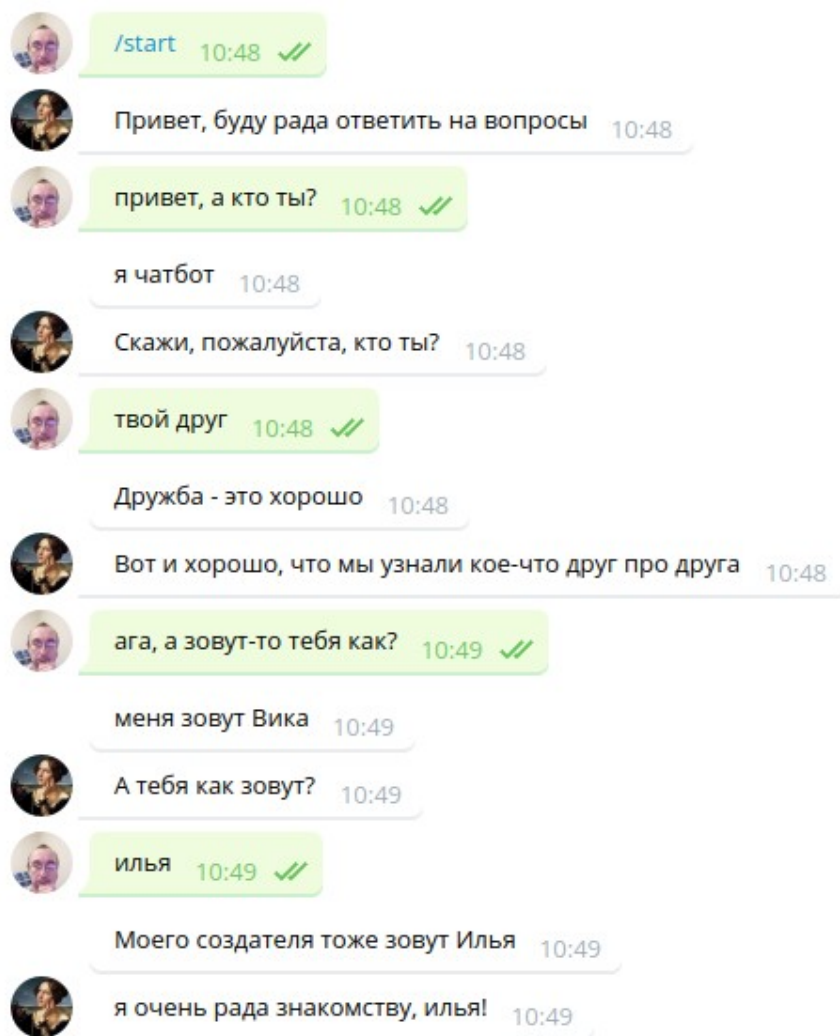 /start 10:48
Привет, буду рада ответить на вопросы 10:48
привет, а кто ты? 10:48
я чатбот 10:48
Скажи, пожалуйста, кто ты? 10:48
твой друг 10:48
Дружба - это хорошо 10:48
Вот и хорошо, что мы узнали кое-что друг про друга 10:48
ага, а зовут-то тебя как? 10:49
меня зовут Вика 10:49
А тебя как зовут? 10:49
илья 10:49
Моего создателя тоже зовут Илья 10:49
я очень рада знакомству, илья! 10:49